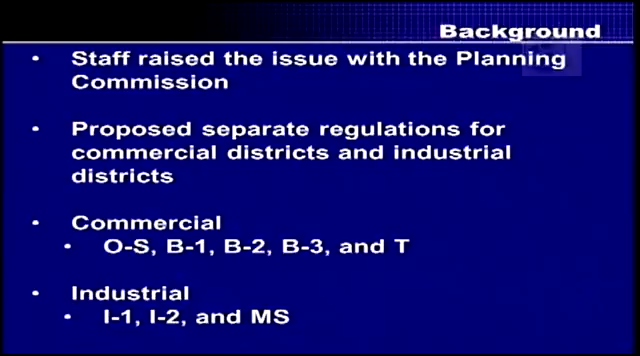 Background
• Staff raised the issue with the Planning
Commission
• Proposed separate regulations for
commercial districts and industrial
districts
• Commercial
• O-S, B-1, B-2, B-3, and T
• Industrial
• I-1, I-2, and MS